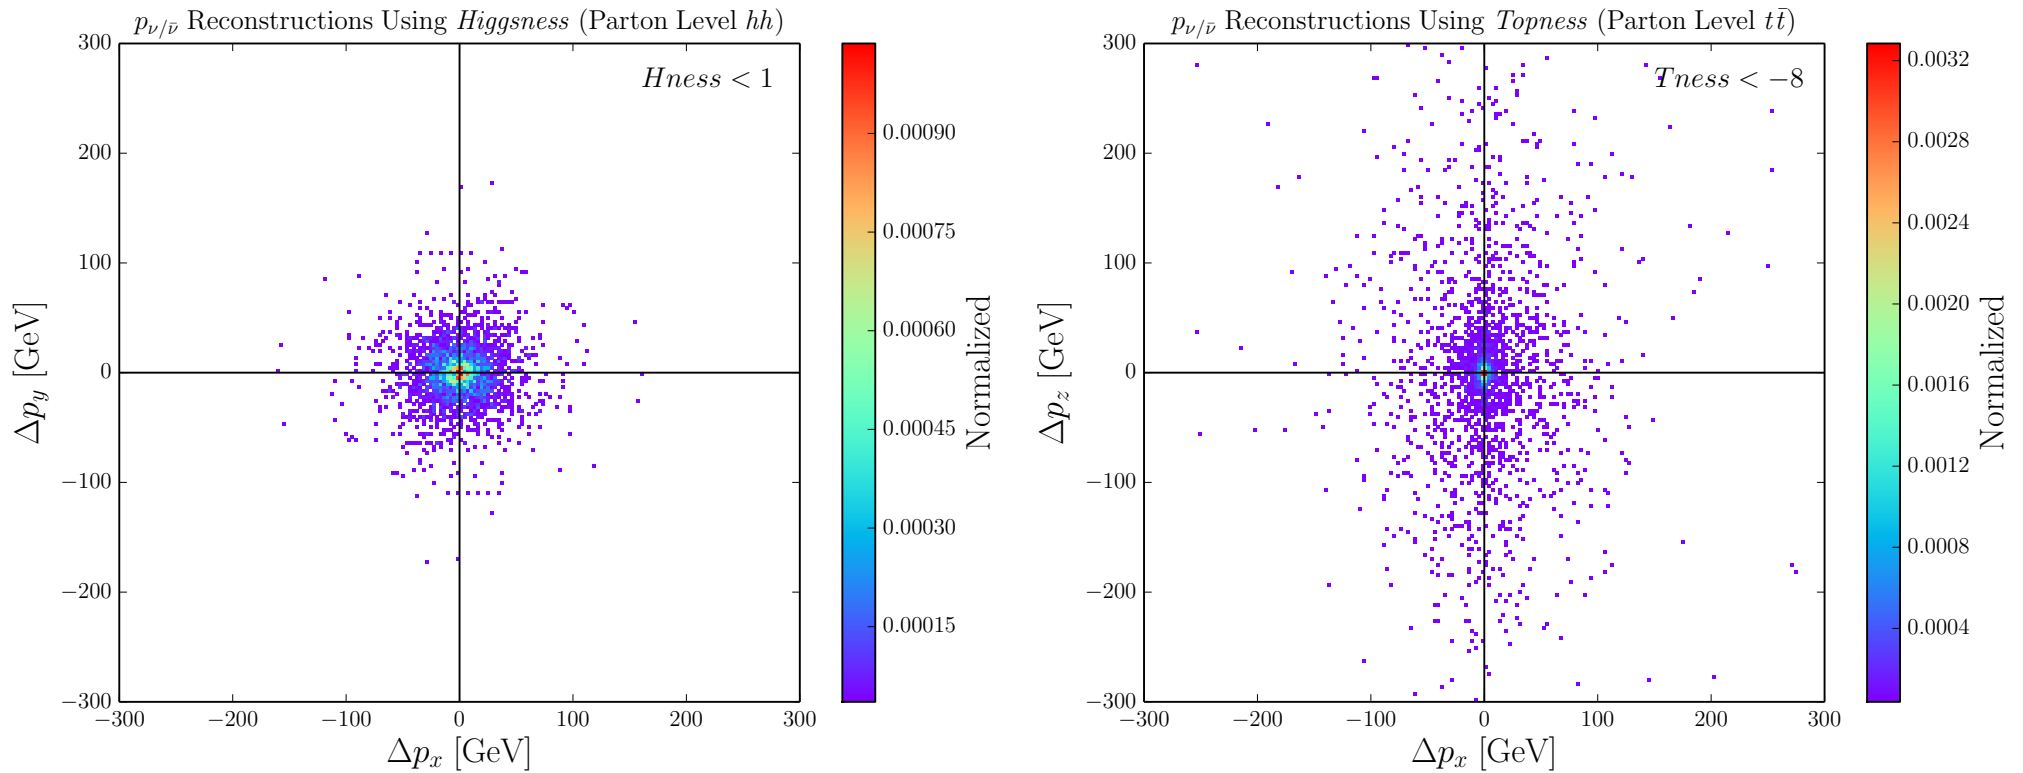 p_{ν/ν̄} Reconstructions Using Higgsness (Parton Level hh)
Hness < 1
300
200
100
0
−100
−200
−300
−300 −200 −100 0 100 200 300
Δp_y [GeV]
Δp_x [GeV]
0.00090
0.00075
0.00060
0.00045
0.00030
0.00015
Normalized
p_{ν/ν̄} Reconstructions Using Topness (Parton Level tt̄)
Tness < −8
300
200
100
0
−100
−200
−300
−300 −200 −100 0 100 200 300
Δp_z [GeV]
Δp_x [GeV]
0.0032
0.0028
0.0024
0.0020
0.0016
0.0012
0.0008
0.0004
Normalized